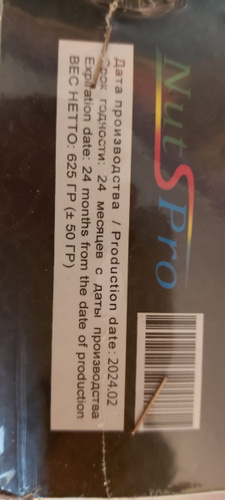 NutSPro
Дата производства / Production date: 2024.02
Срок годности: 24 месяцев с даты производства
Expiration date: 24 months from the date of production
ВЕС НЕТТО: 625 ГР (± 50 ГР)